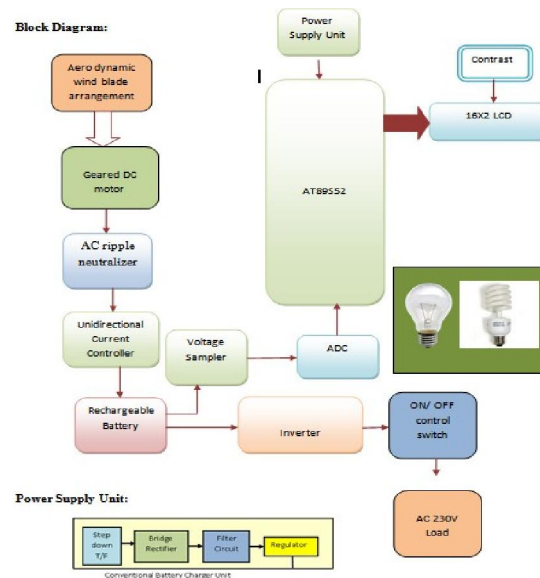 Block Diagram:
Power
Supply Unit
Contrast
Aerodynamic
wind blade
arrangement
16X2 LCD
Geared DC
motor
AT89S52
AC ripple
neutralizer
Unidirectional
Current
Controller
Voltage
Sampler
ADC
Rechargeable
Battery
Inverter
ON/ OFF
control
switch
Power Supply Unit:
AC 230V
Load
Step
down
T/F
Bridge
Rectifier
Filter
Circuit
Regulator
Conventional Battery Charger Unit